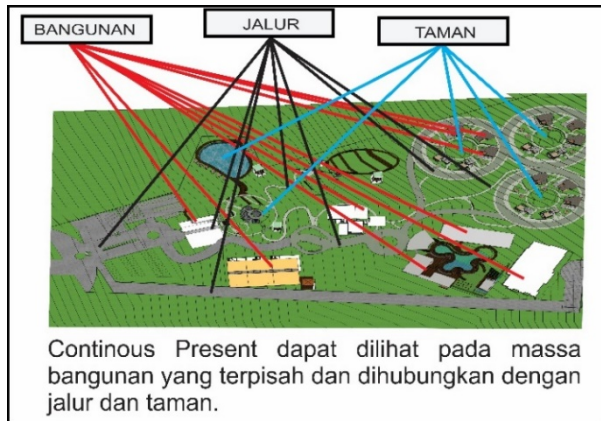 BANGUNAN
JALUR
TAMAN
Continous Present dapat dilihat pada massa
bangunan yang terpisah dan dihubungkan dengan
jalur dan taman.